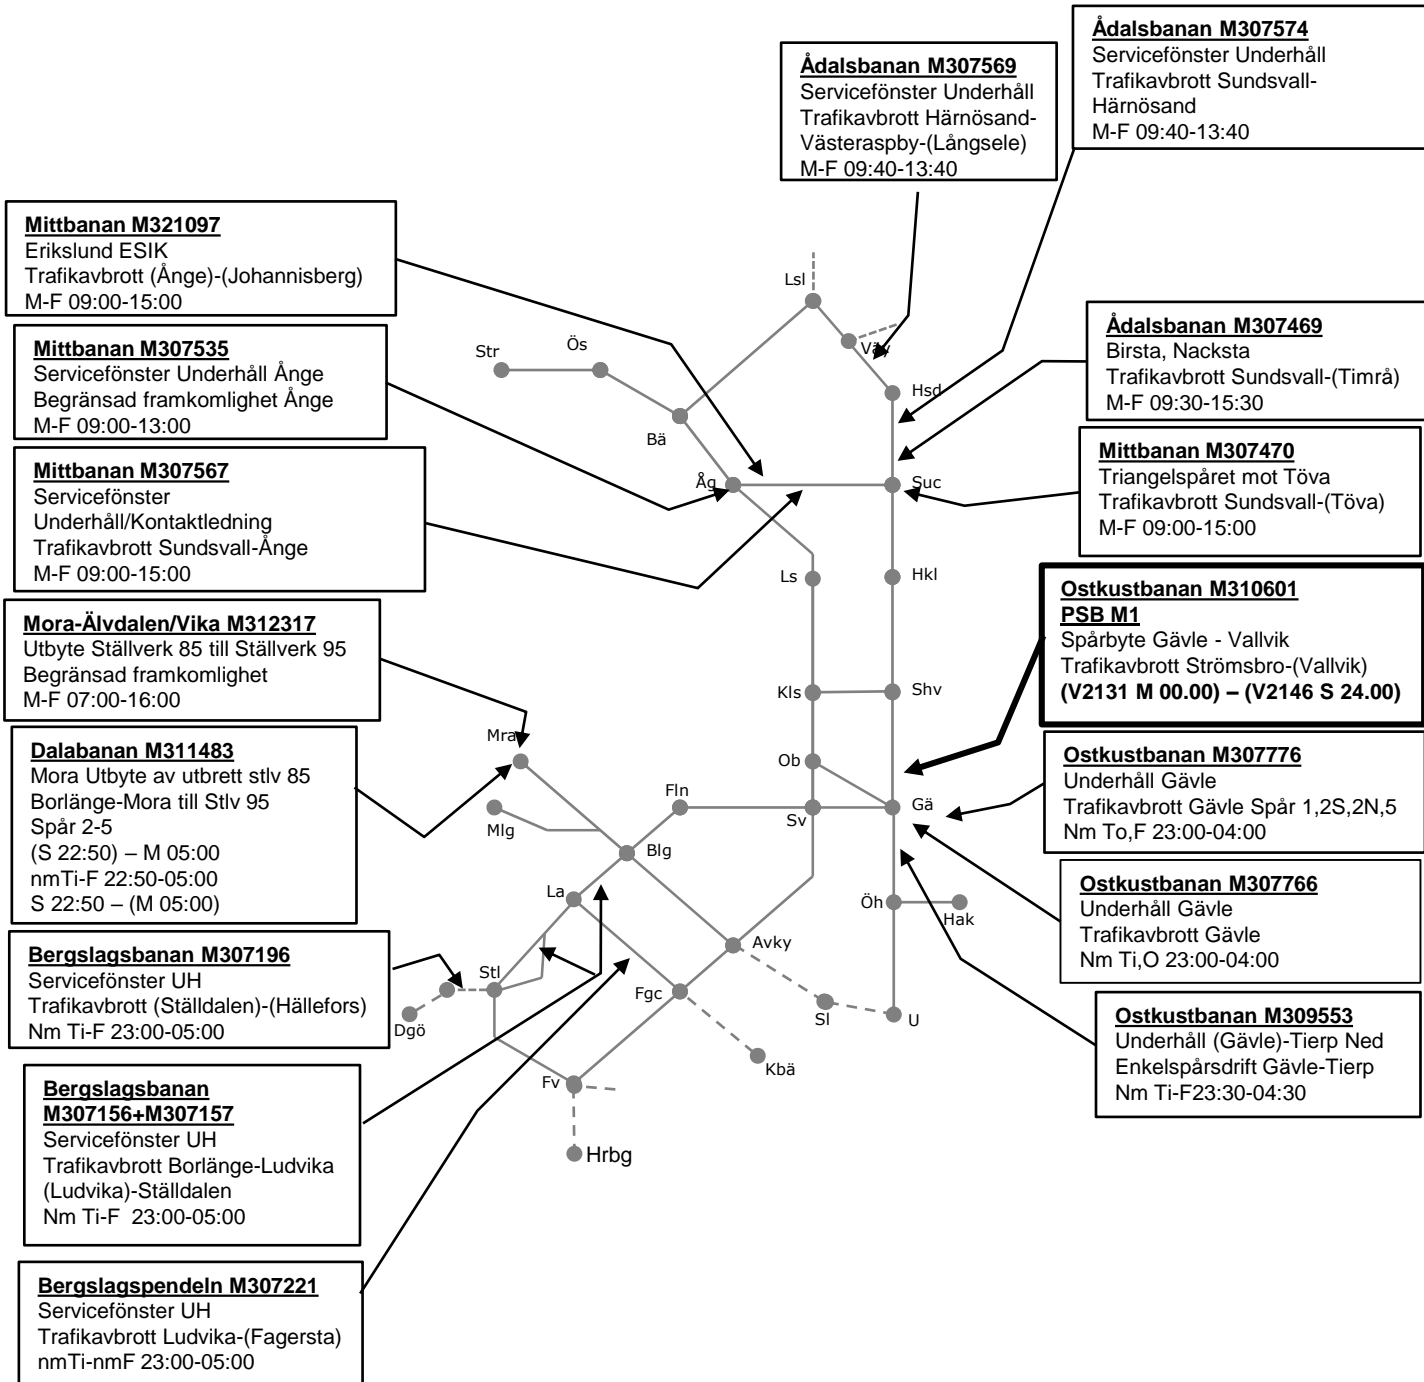 Ådalsbanan M307574
Servicefönster Underhåll
Trafikavbrott Sundsvall-
Härnösand
M-F 09:40-13:40
Ådalsbanan M307569
Servicefönster Underhåll
Trafikavbrott Härnösand-
Västeraspby-(Långsele)
M-F 09:40-13:40
Mittbanan M321097
Erikslund ESIK
Trafikavbrott (Ånge)-(Johannisberg)
M-F 09:00-15:00
Mittbanan M307535
Servicefönster Underhåll Ånge
Begränsad framkomlighet Ånge
M-F 09:00-13:00
Mittbanan M307567
Servicefönster
Underhåll/Kontaktledning
Trafikavbrott Sundsvall-Ånge
M-F 09:00-15:00
Mora-Älvdalen/Vika M312317
Utbyte Ställverk 85 till Ställverk 95
Begränsad framkomlighet
M-F 07:00-16:00
Dalabanan M311483
Mora Utbyte av utbrett stlv 85
Borlänge-Mora till Stlv 95
Spår 2-5
(S 22:50) – M 05:00
nmTi-F 22:50-05:00
S 22:50 – (M 05:00)
Bergslagsbanan M307196
Servicefönster UH
Trafikavbrott (Ställdalen)-(Hällefors)
Nm Ti-F 23:00-05:00
Bergslagsbanan
M307156+M307157
Servicefönster UH
Trafikavbrott Borlänge-Ludvika
(Ludvika)-Ställdalen
Nm Ti-F  23:00-05:00
Bergslagspendeln M307221
Servicefönster UH
Trafikavbrott Ludvika-(Fagersta)
nmTi-nmF 23:00-05:00
Lsl
Väy
Str
Ös
Hsd
Bä
Åg
Suc
Ls
Hkl
Kls
Shv
Mra
Ob
Fln
Mlg
Sv
Gä
Blg
La
Öh
Hak
Avky
Stl
Fgc
Dgö
Sl
U
Kbä
Fv
Hrbg
Ådalsbanan M307469
Birsta, Nacksta
Trafikavbrott Sundsvall-(Timrå)
M-F 09:30-15:30
Mittbanan M307470
Triangelspåret mot Töva
Trafikavbrott Sundsvall-(Töva)
M-F 09:00-15:00
Ostkustbanan M310601
PSB M1
Spårbyte Gävle - Vallvik
Trafikavbrott Strömsbro-(Vallvik)
(V2131 M 00.00) – (V2146 S 24.00)
Ostkustbanan M307776
Underhåll Gävle
Trafikavbrott Gävle Spår 1,2S,2N,5
Nm To,F 23:00-04:00
Ostkustbanan M307766
Underhåll Gävle
Trafikavbrott Gävle
Nm Ti,O 23:00-04:00
Ostkustbanan M309553
Underhåll (Gävle)-Tierp Ned
Enkelspårsdrift Gävle-Tierp
Nm Ti-F23:30-04:30